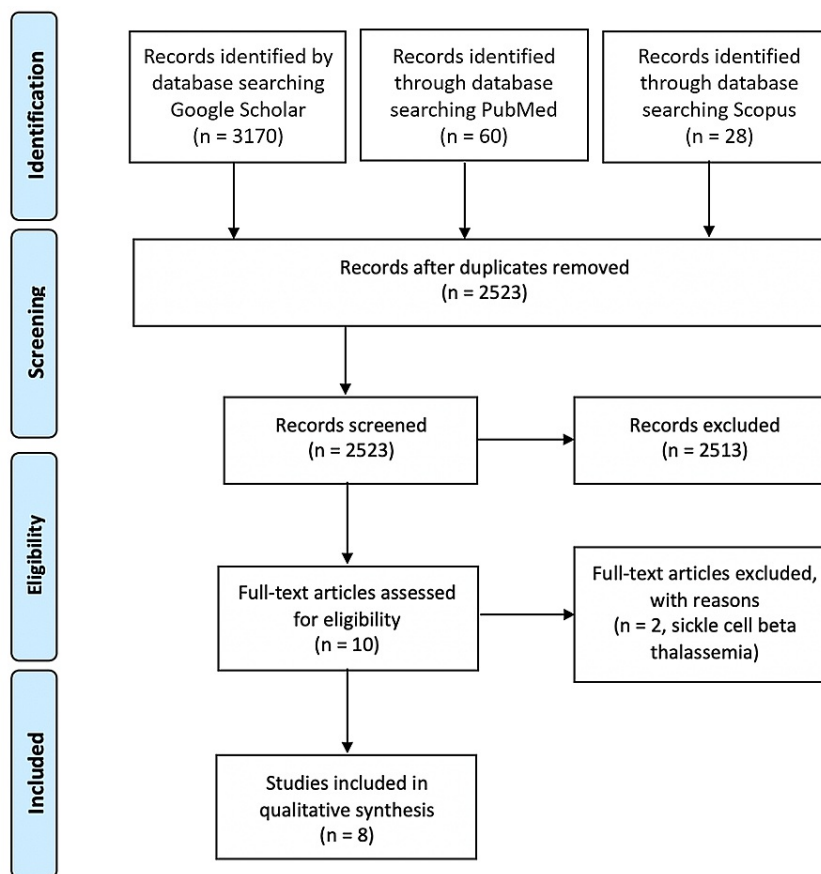 Identification
Records identified by
database searching
Google Scholar
(n = 3170)
Records identified
through database
searching PubMed
(n = 60)
Records identified
through database
searching Scopus
(n = 28)
Screening
Records after duplicates removed
(n = 2523)
Records screened
(n = 2523)
Records excluded
(n = 2513)
Eligibility
Full-text articles assessed
for eligibility
(n = 10)
Full-text articles excluded,
with reasons
(n = 2, sickle cell beta
thalassemia)
Included
Studies included in
qualitative synthesis
(n = 8)